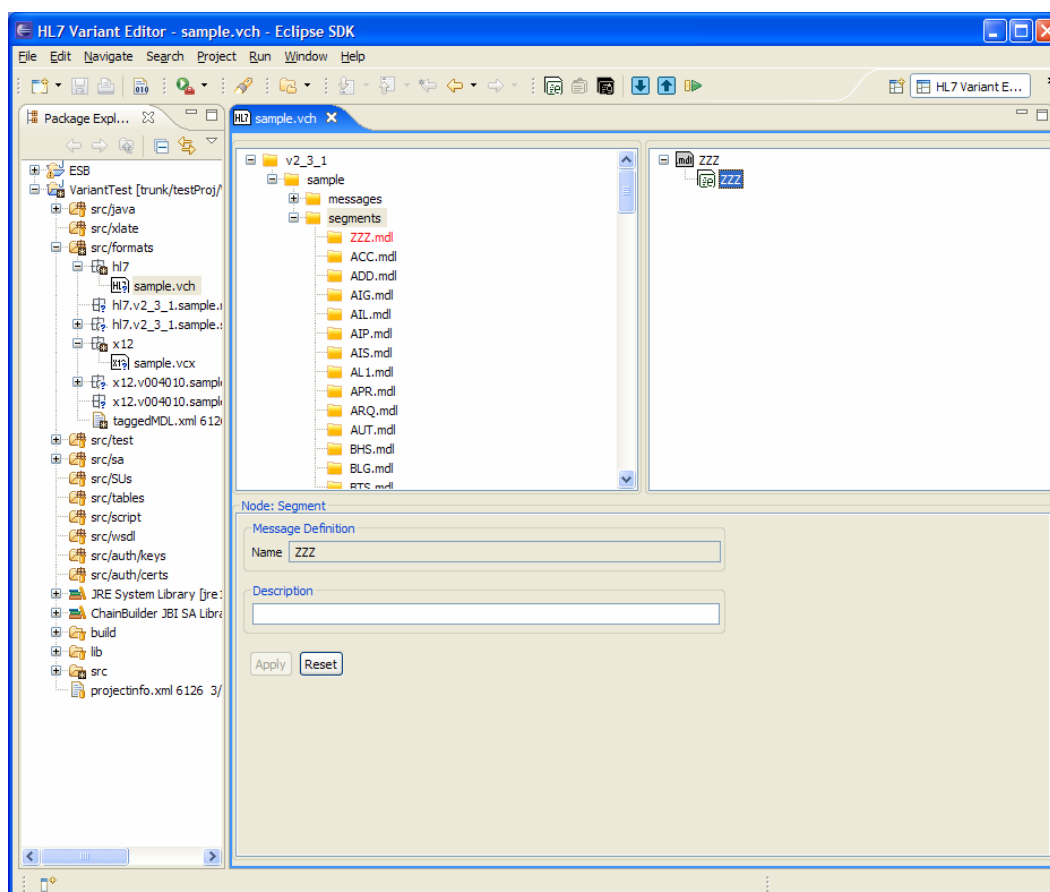 HL7 Variant Editor - sample.vch - Eclipse SDK
File Edit Navigate Search Project Run Window Help
HL7 Variant E...
Package Expl...
ESB
VariantTest [trunk/testProj/
src/java
src/xlate
src/formats
hl7
sample.vch
hl7.v2_3_1.sample.
hl7.v2_3_1.sample.
x12
sample.vcx
x12.v004010.sampl
x12.v004010.sampl
taggedMDL.xml 612
src/test
src/sa
src/SUs
src/tables
src/script
src/wsdl
src/auth/keys
src/auth/certs
JRE System Library [jre
ChainBuilder JBI SA Libra
build
lib
src
projectinfo.xml 6126 3/
sample.vch
v2_3_1
sample
messages
segments
ZZZ.mdl
ACC.mdl
ADD.mdl
AIG.mdl
AIL.mdl
AIP.mdl
AIS.mdl
AL1.mdl
APR.mdl
ARQ.mdl
AUT.mdl
BHS.mdl
BLG.mdl
BTS.mdl
ZZZ
ZZZ
Node: Segment
Message Definition
Name ZZZ
Description
Apply Reset